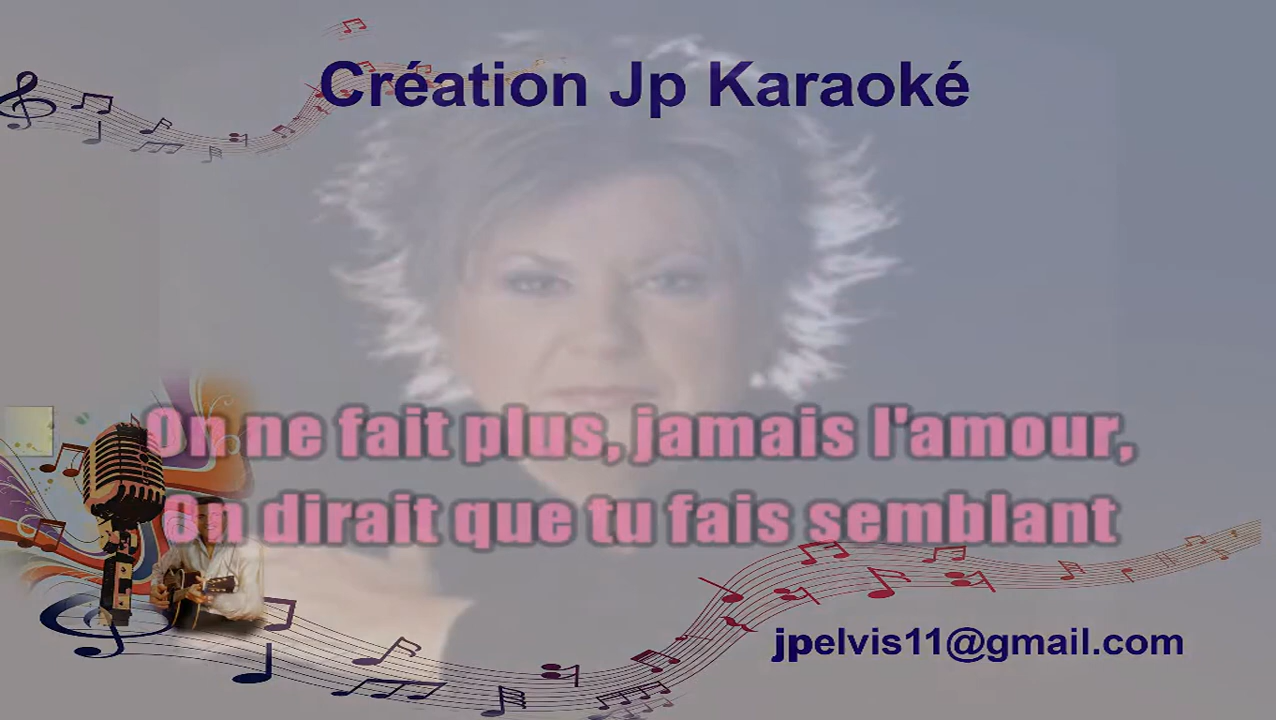 Création Jp Karaoké
On ne fait plus, jamais l'amour,
On dirait que tu fais semblant
jpelvis11@gmail.com